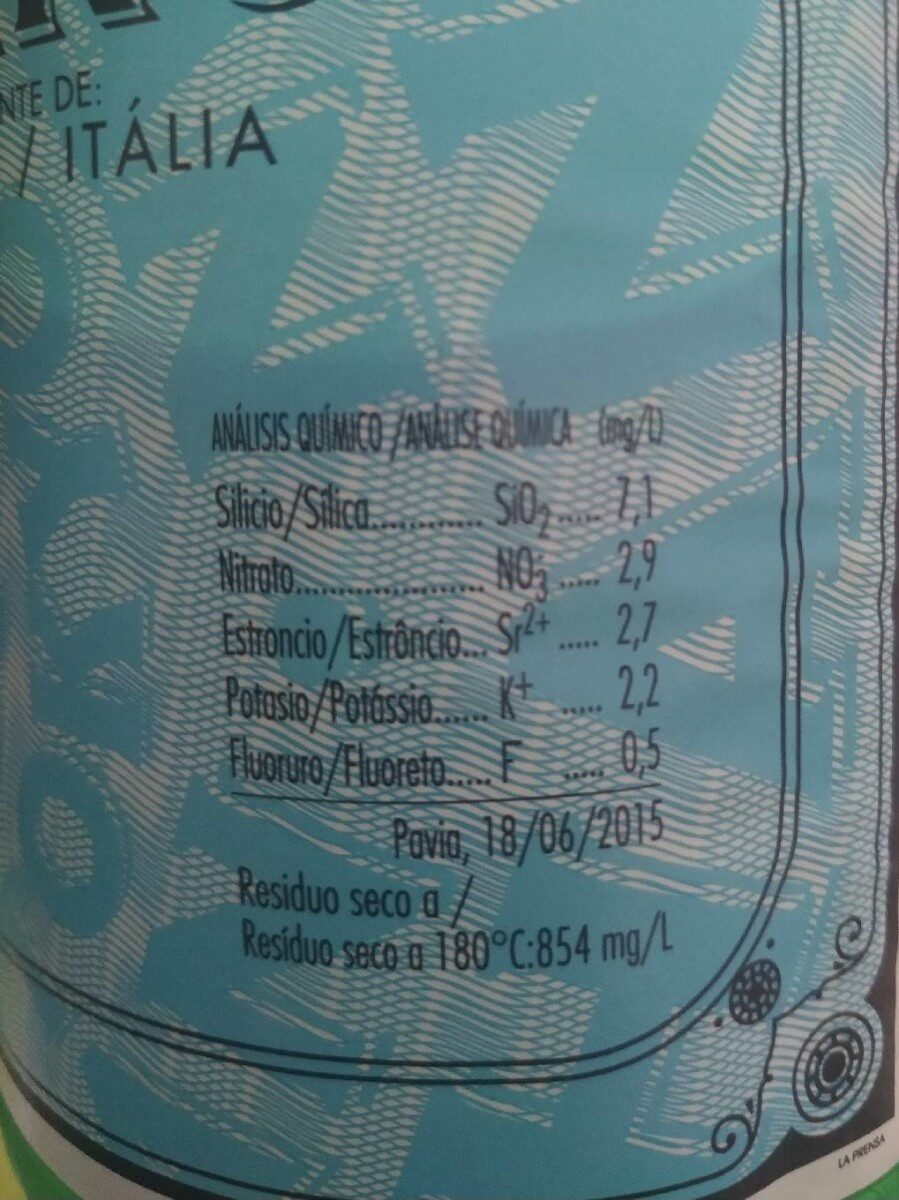 NTE DE:
/ ITÁLIA
ANÁLISIS QUÍMICO /ANÁLISE QUÍMICA (mg/l)
Silicio/Sílica............ SiO₂..... 7,1
Nitrato.................... NO₃⁻..... 2,9
Estroncio/Estrôncio... Sr²⁺ ..... 2,7
Potasio/Potássio...... K⁺ ..... 2,2
Fluoruro/Fluoreto..... F ..... 0,5
Pavia, 18/06/2015
Residuo seco a /
Resíduo seco a 180°C:854 mg/L
LA PRENSA